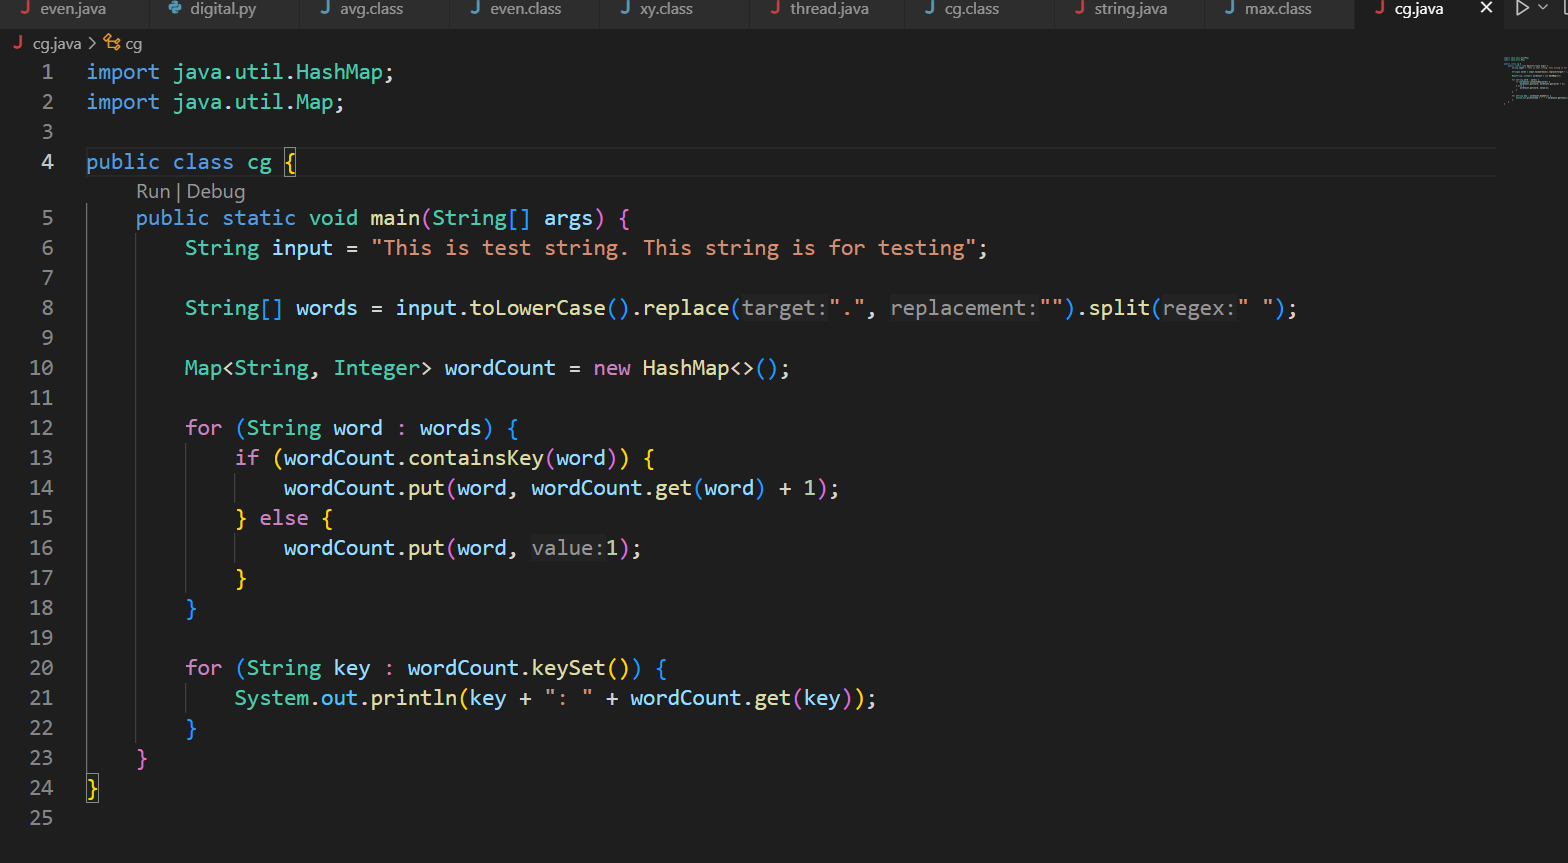 even.java digital.py avg.class even.class xy.class thread.java cg.class string.java max.class cg.java
cg.java > cg
1 import java.util.HashMap;
2 import java.util.Map;
3
4 public class cg {
Run | Debug
5 public static void main(String[] args) {
6 String input = "This is test string. This string is for testing";
7
8 String[] words = input.toLowerCase().replace(target:".", replacement:"").split(regex:" ");
9
10 Map<String, Integer> wordCount = new HashMap<>();
11
12 for (String word : words) {
13 if (wordCount.containsKey(word)) {
14 wordCount.put(word, wordCount.get(word) + 1);
15 } else {
16 wordCount.put(word, value:1);
17 }
18 }
19
20 for (String key : wordCount.keySet()) {
21 System.out.println(key + ": " + wordCount.get(key));
22 }
23 }
24 }
25